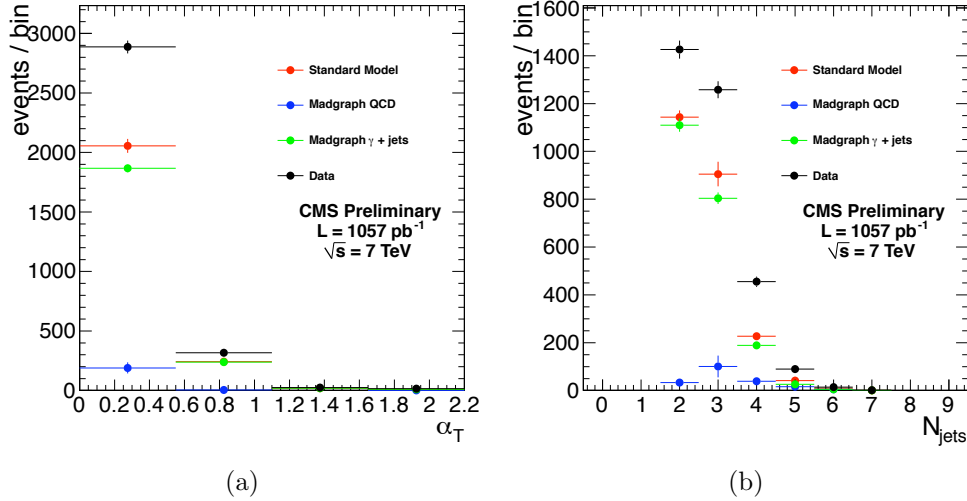 events / bin
3000
2500
2000
1500
1000
500
0
0 0.2 0.4 0.6 0.8 1 1.2 1.4 1.6 1.8 2 2.2
α_T
Standard Model
Madgraph QCD
Madgraph γ + jets
Data
CMS Preliminary
L = 1057 pb⁻¹
√s = 7 TeV
(a)
events / bin
1600
1400
1200
1000
800
600
400
200
0
0 1 2 3 4 5 6 7 8 9
N_jets
Standard Model
Madgraph QCD
Madgraph γ + jets
Data
CMS Preliminary
L = 1057 pb⁻¹
√s = 7 TeV
(b)